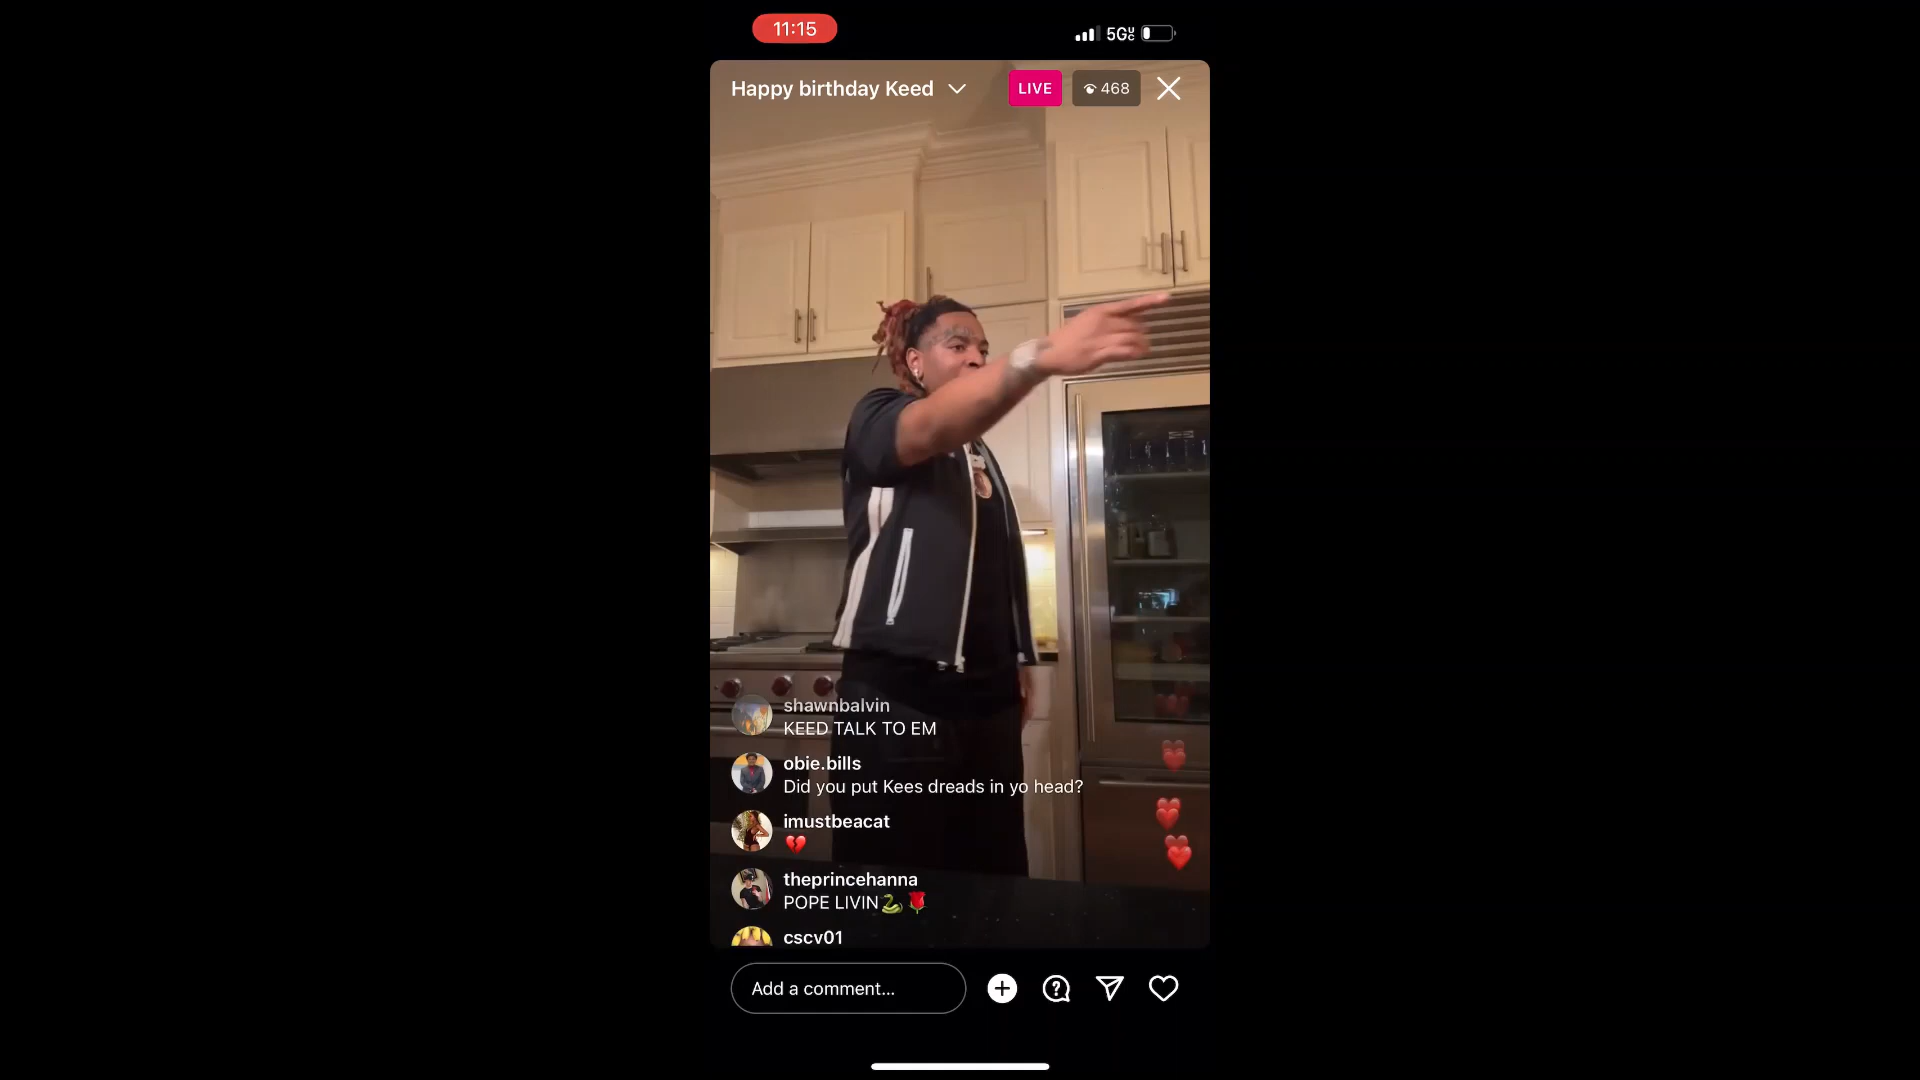 11:15
5G UC
Happy birthday Keed
LIVE
468
shawnbalvin
KEED TALK TO EM
obie.bills
Did you put Kees dreads in yo head?
imustbeacat
💔
theprincehanna
POPE LIVIN🐍🌹
cscv01
Add a comment...